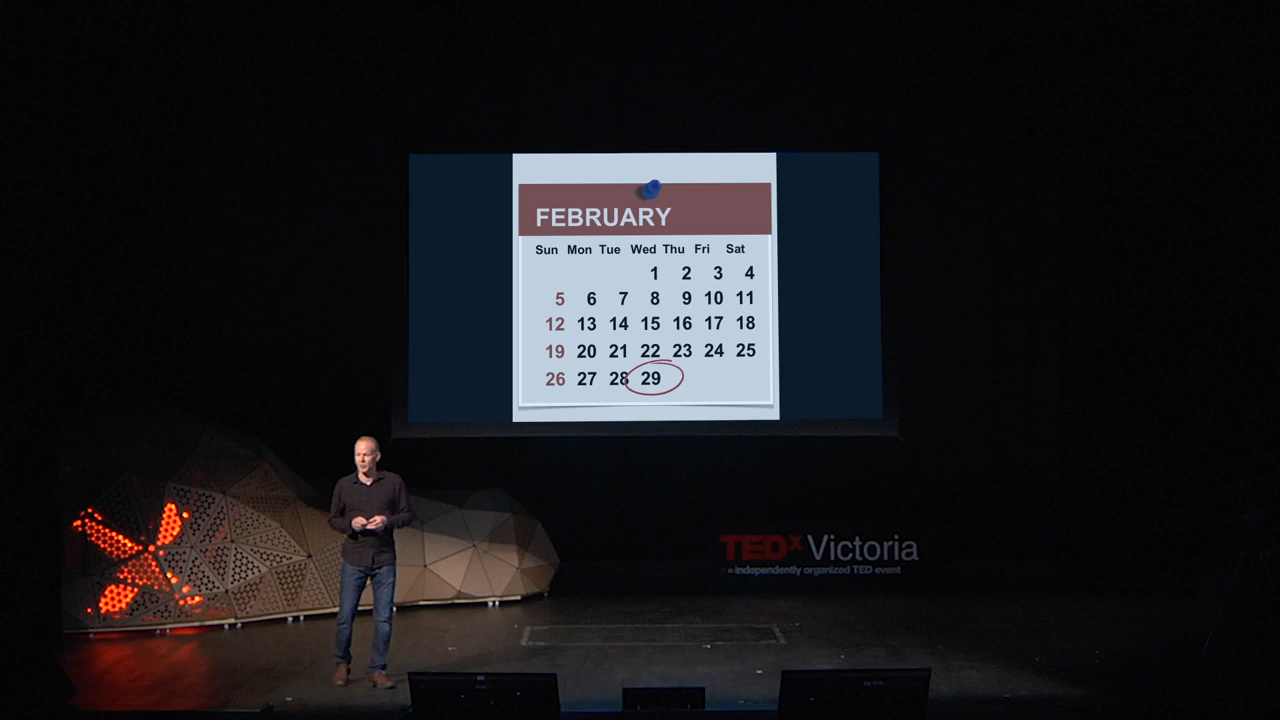 FEBRUARY
Sun Mon Tue Wed Thu Fri Sat
1 2 3 4
5 6 7 8 9 10 11
12 13 14 15 16 17 18
19 20 21 22 23 24 25
26 27 28 29
TEDx Victoria
x = independently organized TED event